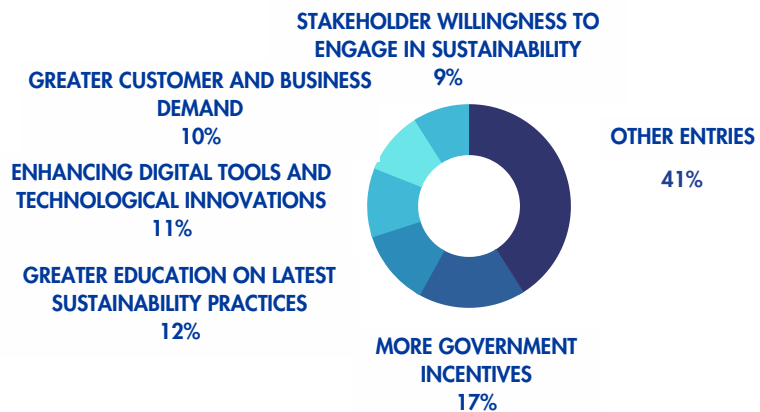 STAKEHOLDER WILLINGNESS TO
ENGAGE IN SUSTAINABILITY
9%
GREATER CUSTOMER AND BUSINESS
DEMAND
10%
OTHER ENTRIES
41%
ENHANCING DIGITAL TOOLS AND
TECHNOLOGICAL INNOVATIONS
11%
GREATER EDUCATION ON LATEST
SUSTAINABILITY PRACTICES
12%
MORE GOVERNMENT
INCENTIVES
17%